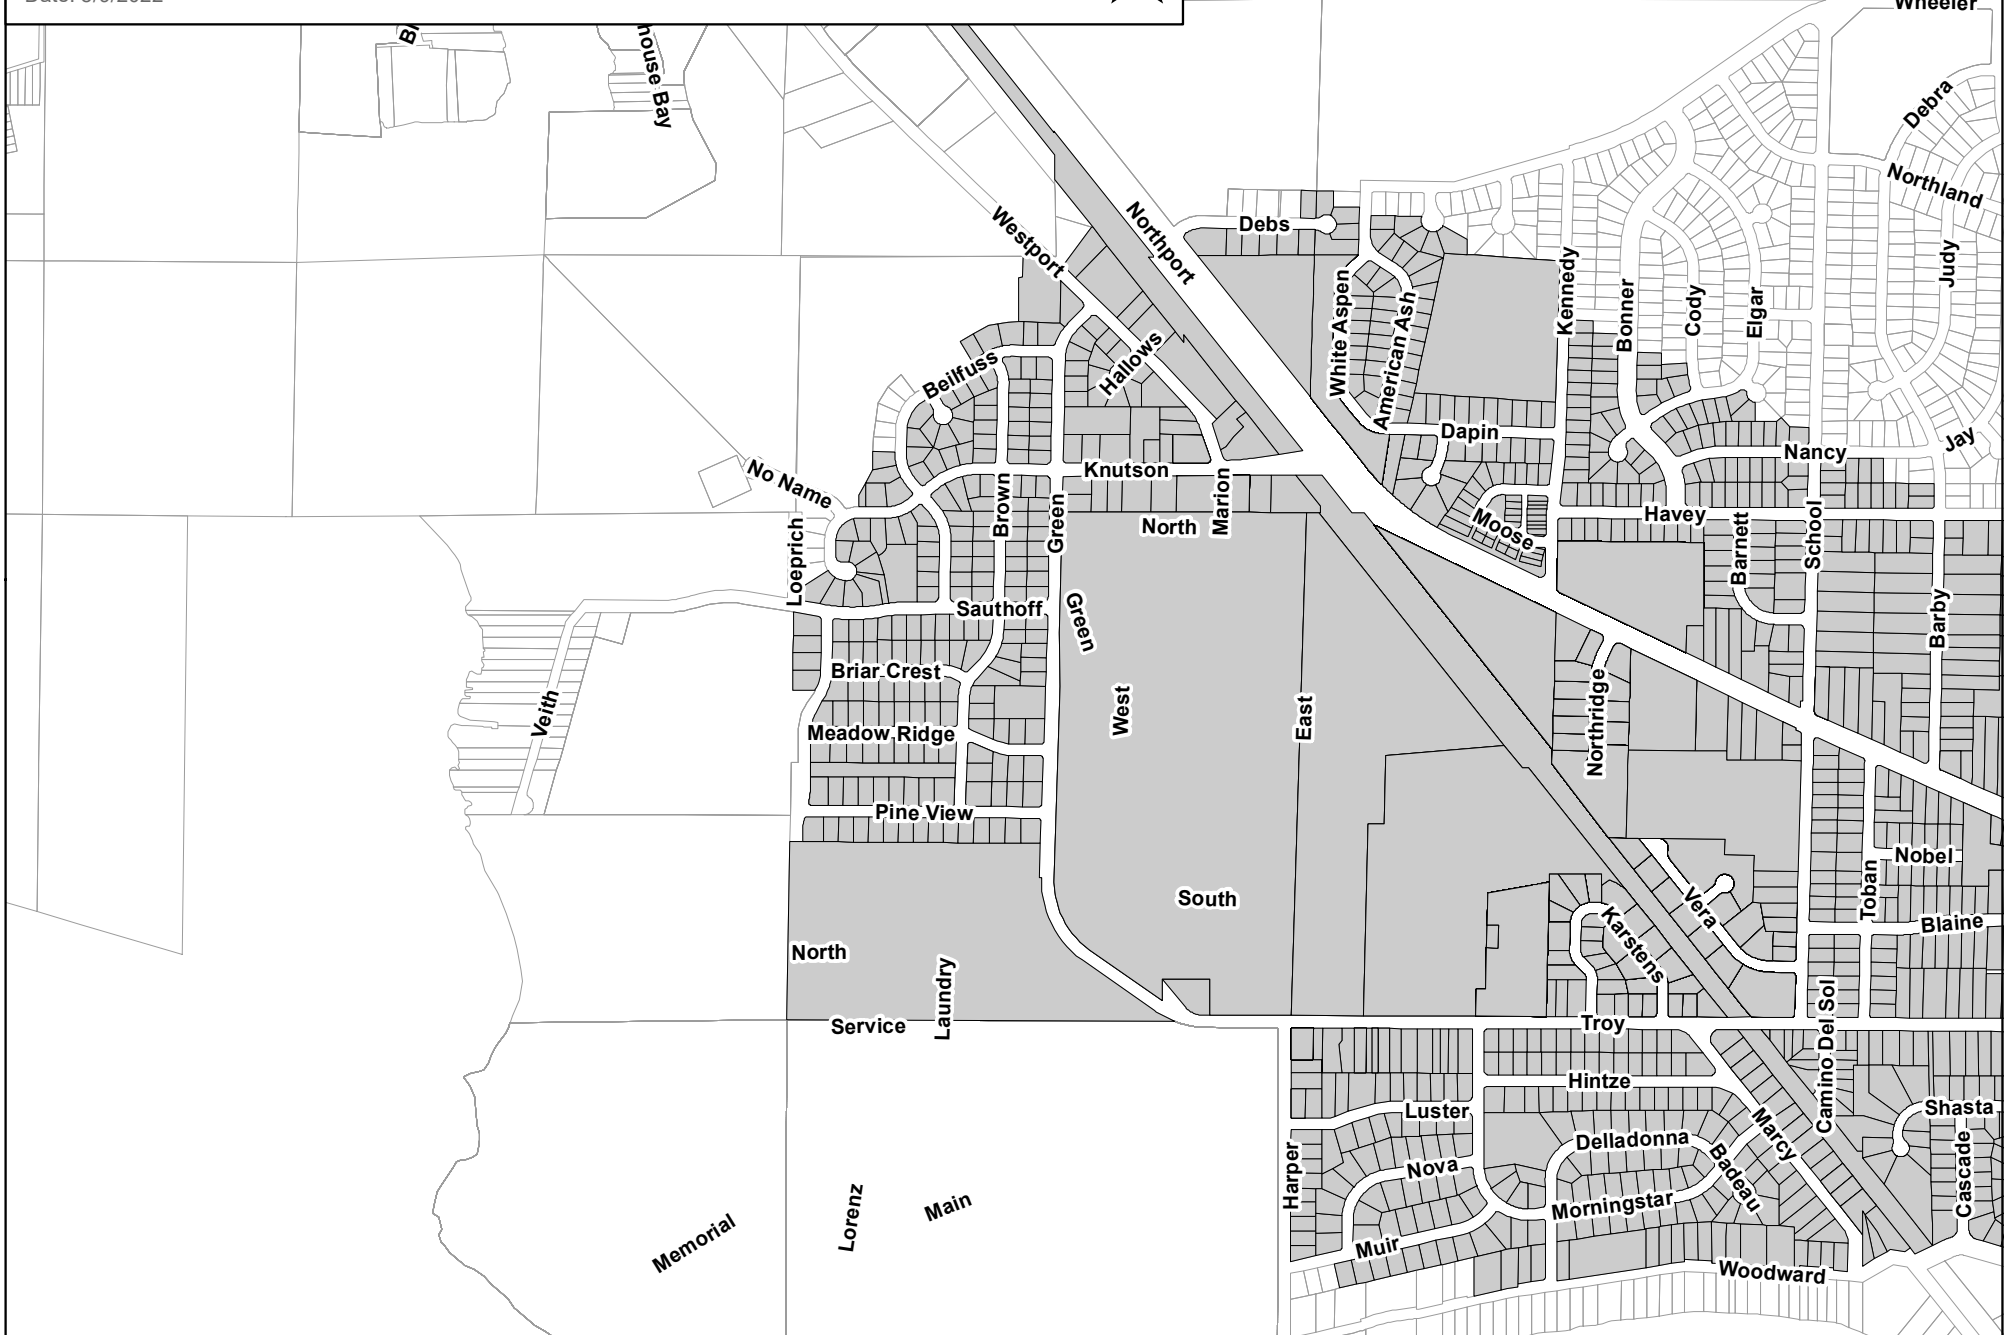 Wheeler
house Bay
Debra
Northland
Westport
Northport
Debs
Judy
Kennedy
Bonner
Cody
Elgar
White Aspen
American Ash
Hallows
Beilfuss
Dapin
Jay
Nancy
Knutson
No Name
Marion
Brown
Green
North
Moose
Havey
School
Barnett
Loeprich
Sauthoff
Green
Barby
Briar Crest
West
East
Northridge
Veith
Meadow Ridge
Pine View
Nobel
South
Toban
Vera
Karstens
Blaine
North
Laundry
Service
Troy
Camino Del Sol
Hintze
Luster
Shasta
Marcy
Delladonna
Nova
Harper
Badeau
Cascade
Morningstar
Lorenz
Main
Memorial
Muir
Woodward